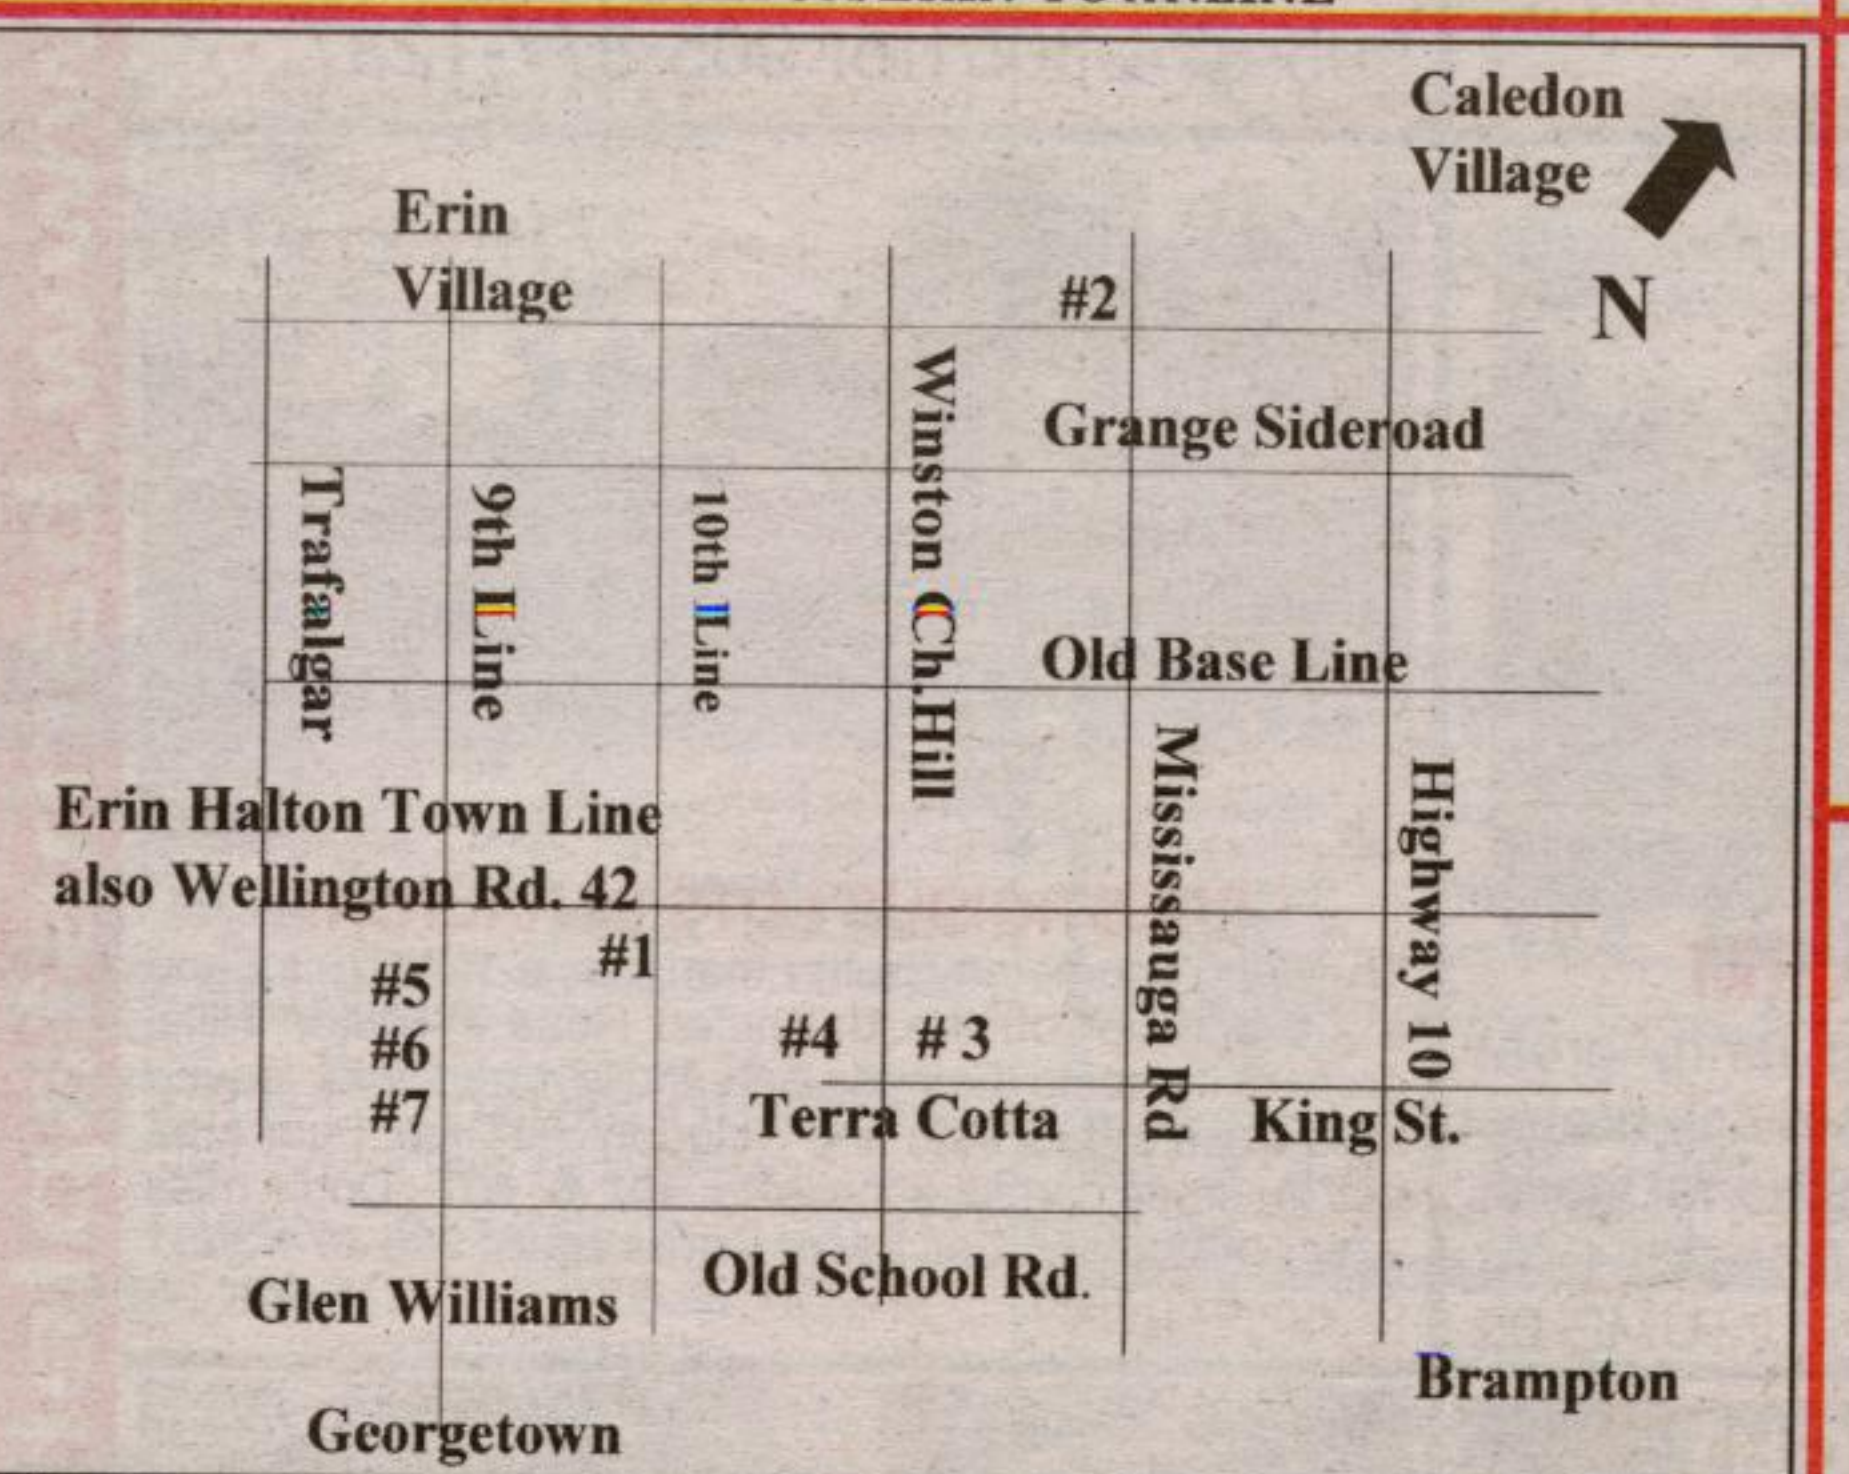 Caledon
Village
N
Erin
Village
#2
Grange Sideroad
Winston Ch.Hill
Trafalgar
9th Line
10th Line
Old Base Line
Mississauga Rd
Highway 10
Erin Halton Town Line
also Wellington Rd. 42
#1
#5
#6
#7
#4
# 3
Terra Cotta
King St.
Old School Rd.
Glen Williams
Brampton
Georgetown